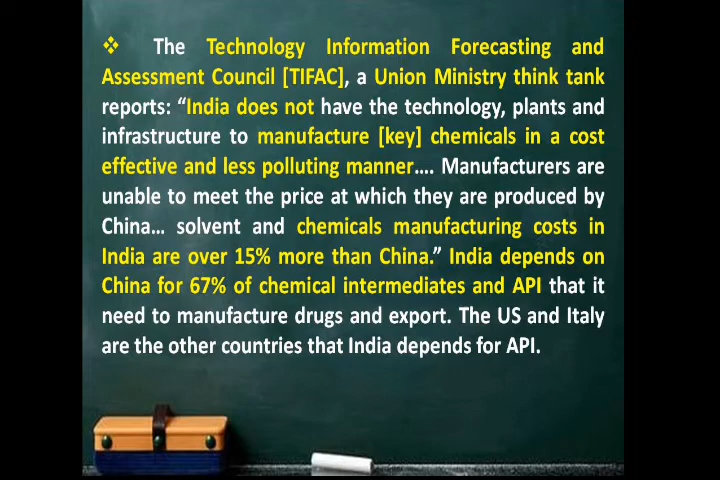 ❖ The Technology Information Forecasting and
Assessment Council [TIFAC], a Union Ministry think tank
reports: “India does not have the technology, plants and
infrastructure to manufacture [key] chemicals in a cost
effective and less polluting manner…. Manufacturers are
unable to meet the price at which they are produced by
China… solvent and chemicals manufacturing costs in
India are over 15% more than China.” India depends on
China for 67% of chemical intermediates and API that it
need to manufacture drugs and export. The US and Italy
are the other countries that India depends for API.